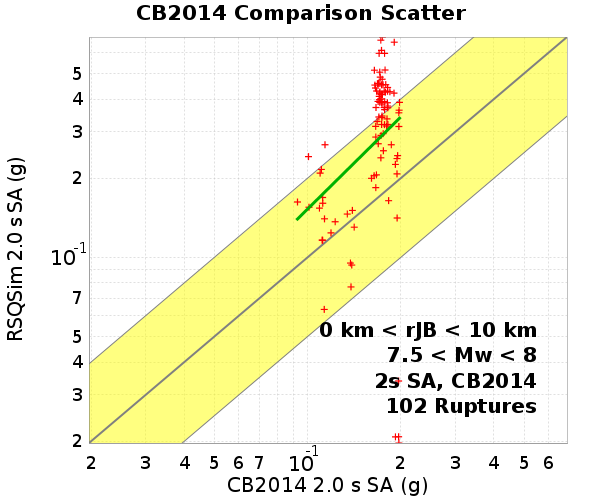 CB2014 Comparison Scatter
RSQSim 2.0 s SA (g)
5
4
3
2
10-1
7
5
4
3
2
0 km < rJB < 10 km
7.5 < Mw < 8
2s SA, CB2014
102 Ruptures
2 3 4 5 6 7 10-1 2 3 4 5 6
CB2014 2.0 s SA (g)